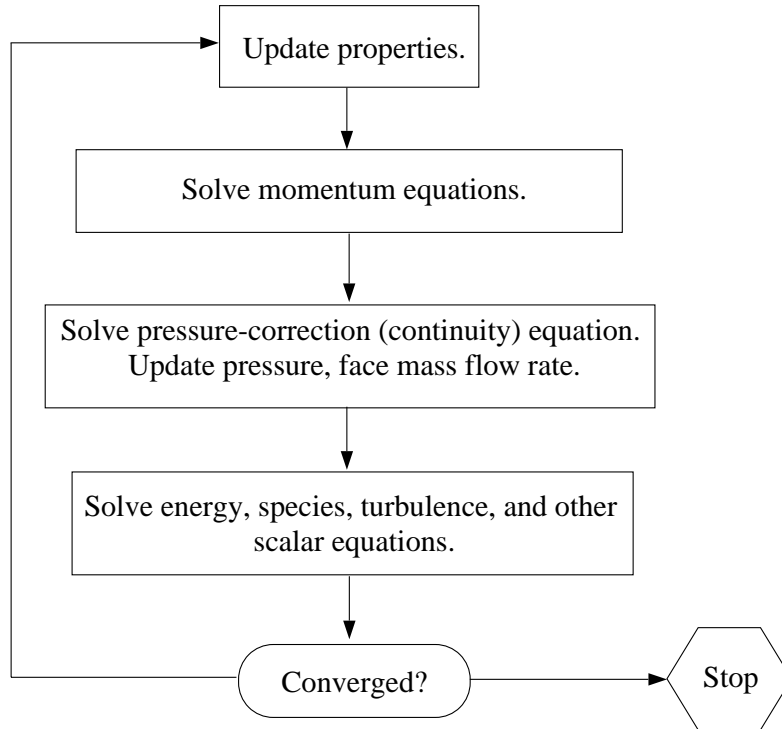 Update properties.
Solve momentum equations.
Solve pressure-correction (continuity) equation.
Update pressure, face mass flow rate.
Solve energy, species, turbulence, and other
scalar equations.
Converged?
Stop